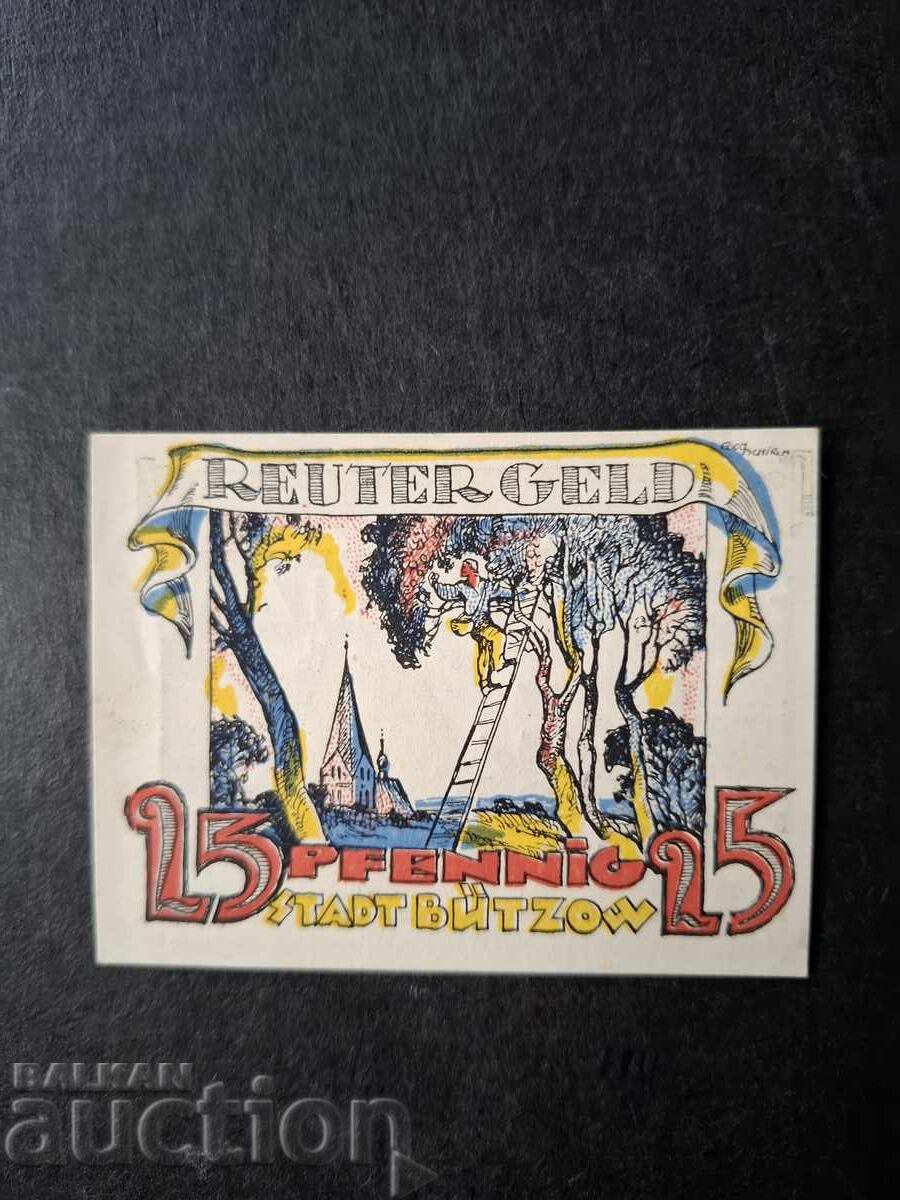 REUTER GELD
25 PFENNIG 25
STADT BÜTZOW
BALKAN
auction